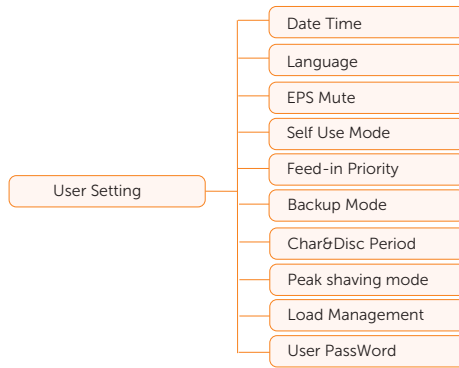 Date Time
Language
EPS Mute
Self Use Mode
Feed-in Priority
User Setting
Backup Mode
Char&Disc Period
Peak shaving mode
Load Management
User PassWord